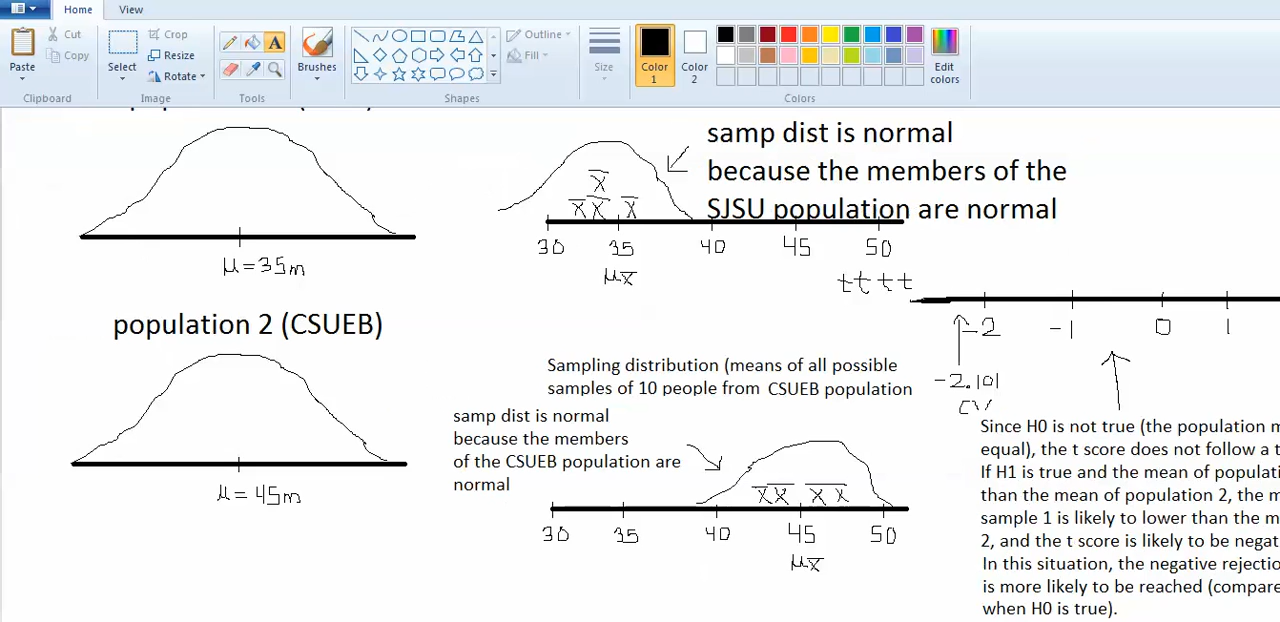 Home View
Paste
Cut
Copy
Clipboard
Select
Crop
Resize
Rotate
Image
Tools
Brushes
Shapes
Outline
Fill
Size
Color 1
Color 2
Edit colors
Colors
μ=35m
samp dist is normal
because the members of the
SJSU population are normal
x̄
x̄ x̄ x̄
30 35 40 45 50
μx̄
t t t t
-2 -1 0 1
-2.101
CV
population 2 (CSUEB)
μ=45m
Sampling distribution (means of all possible
samples of 10 people from CSUEB population
samp dist is normal
because the members
of the CSUEB population are
normal
x̄ x̄ x̄ x̄
30 35 40 45 50
μx̄
Since H0 is not true (the population m
equal), the t score does not follow a t
If H1 is true and the mean of populati
than the mean of population 2, the m
sample 1 is likely to lower than the m
2, and the t score is likely to be negat
In this situation, the negative rejection
is more likely to be reached (compare
when H0 is true).